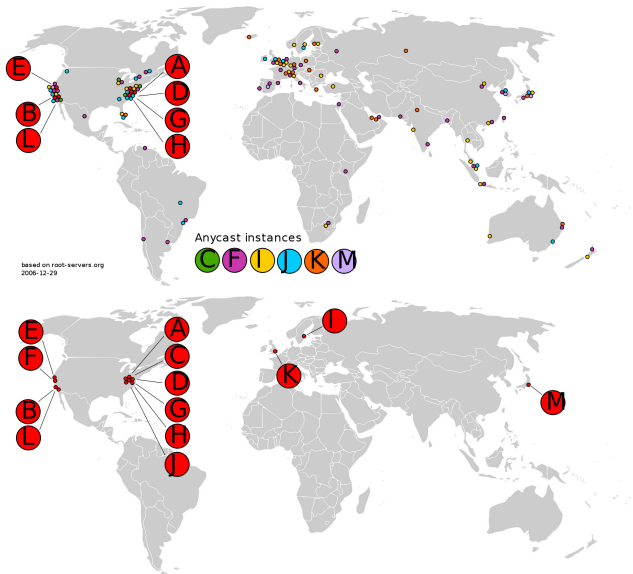 E
A
D
B
G
L
H
Anycast instances
C F I J K M
based on root-servers.org
2006-12-29
I
E
A
F
C
K
D
M
B
G
L
H
J